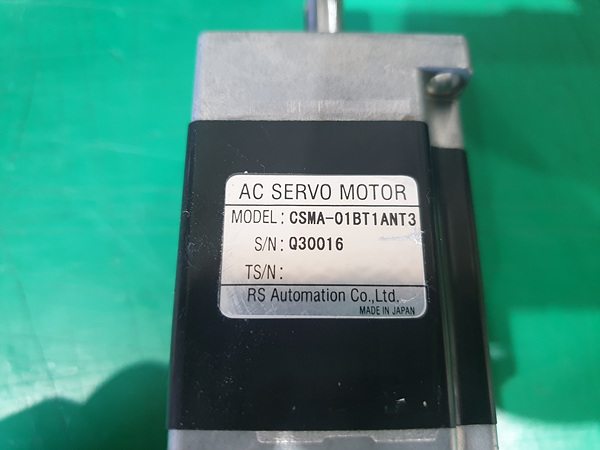 AC SERVO MOTOR
MODEL: CSMA-01BT1ANT3
S/N: Q30016
TS/N:
RS Automation Co.,Ltd.
MADE IN JAPAN